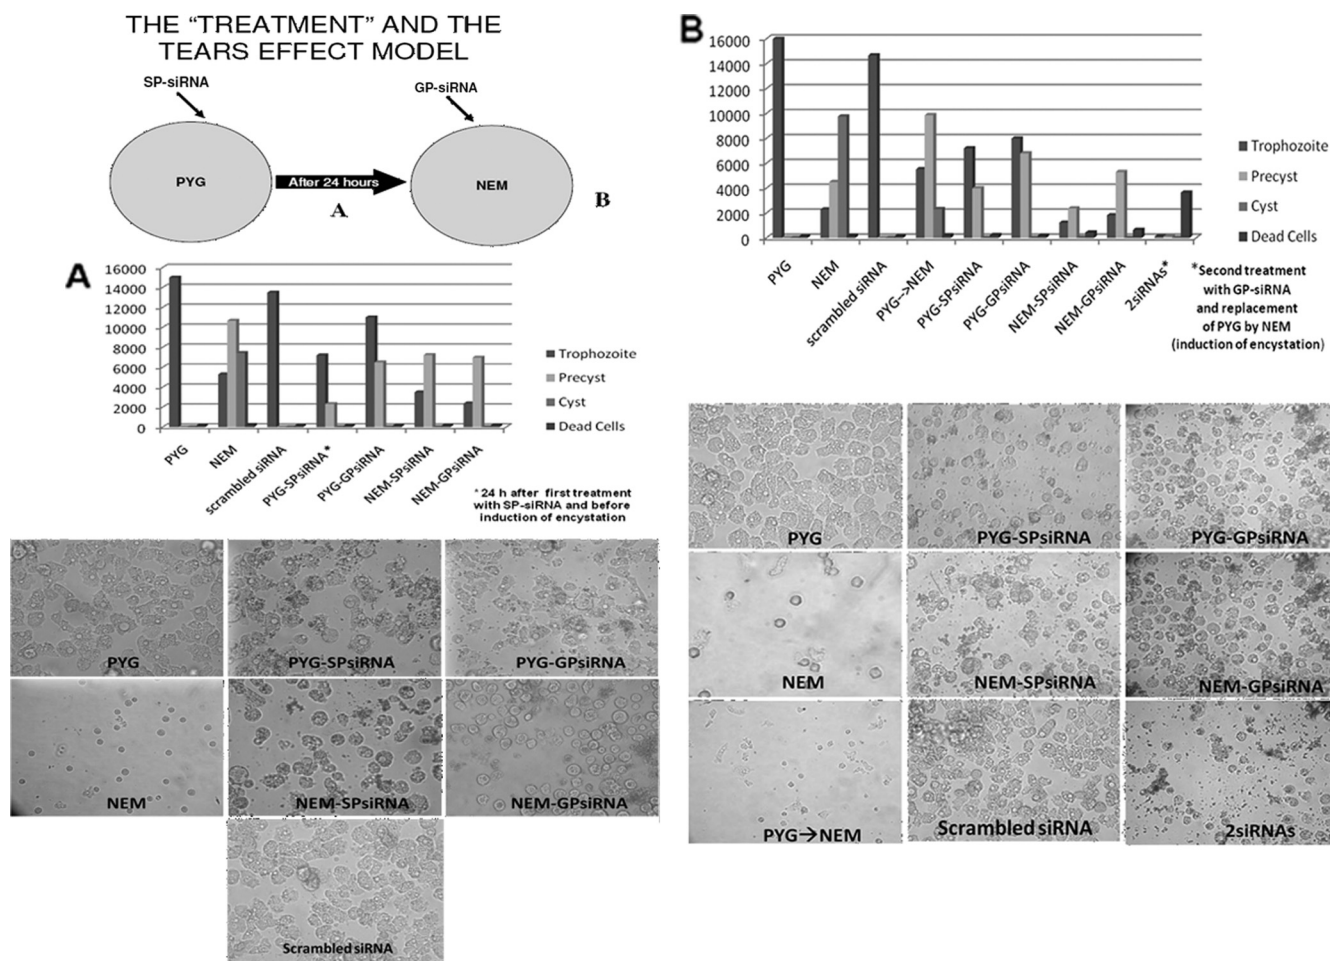 THE "TREATMENT" AND THE
TEARS EFFECT MODEL
SP-siRNA
GP-siRNA
PYG
After 24 hours
NEM
A
B
A
16000
14000
12000
10000
8000
6000
4000
2000
0
PYG
NEM
scrambled siRNA
PYG-SPsiRNA*
PYG-GPsiRNA
NEM-SPsiRNA
NEM-GPsiRNA
Trophozoite
Precyst
Cyst
Dead Cells
*24 h after first treatment
with SP-siRNA and before
induction of encystation
PYG
PYG-SPsiRNA
PYG-GPsiRNA
NEM
NEM-SPsiRNA
NEM-GPsiRNA
Scrambled siRNA
B
16000
14000
12000
10000
8000
6000
4000
2000
0
PYG
NEM
scrambled siRNA
PYG-->NEM
PYG-SPsiRNA
PYG-GPsiRNA
NEM-SPsiRNA
NEM-GPsiRNA
2siRNAs*
Trophozoite
Precyst
Cyst
Dead Cells
*Second treatment
with GP-siRNA
and replacement
of PYG by NEM
(induction of encystation)
PYG
PYG-SPsiRNA
PYG-GPsiRNA
NEM
NEM-SPsiRNA
NEM-GPsiRNA
PYG→NEM
Scrambled siRNA
2siRNAs